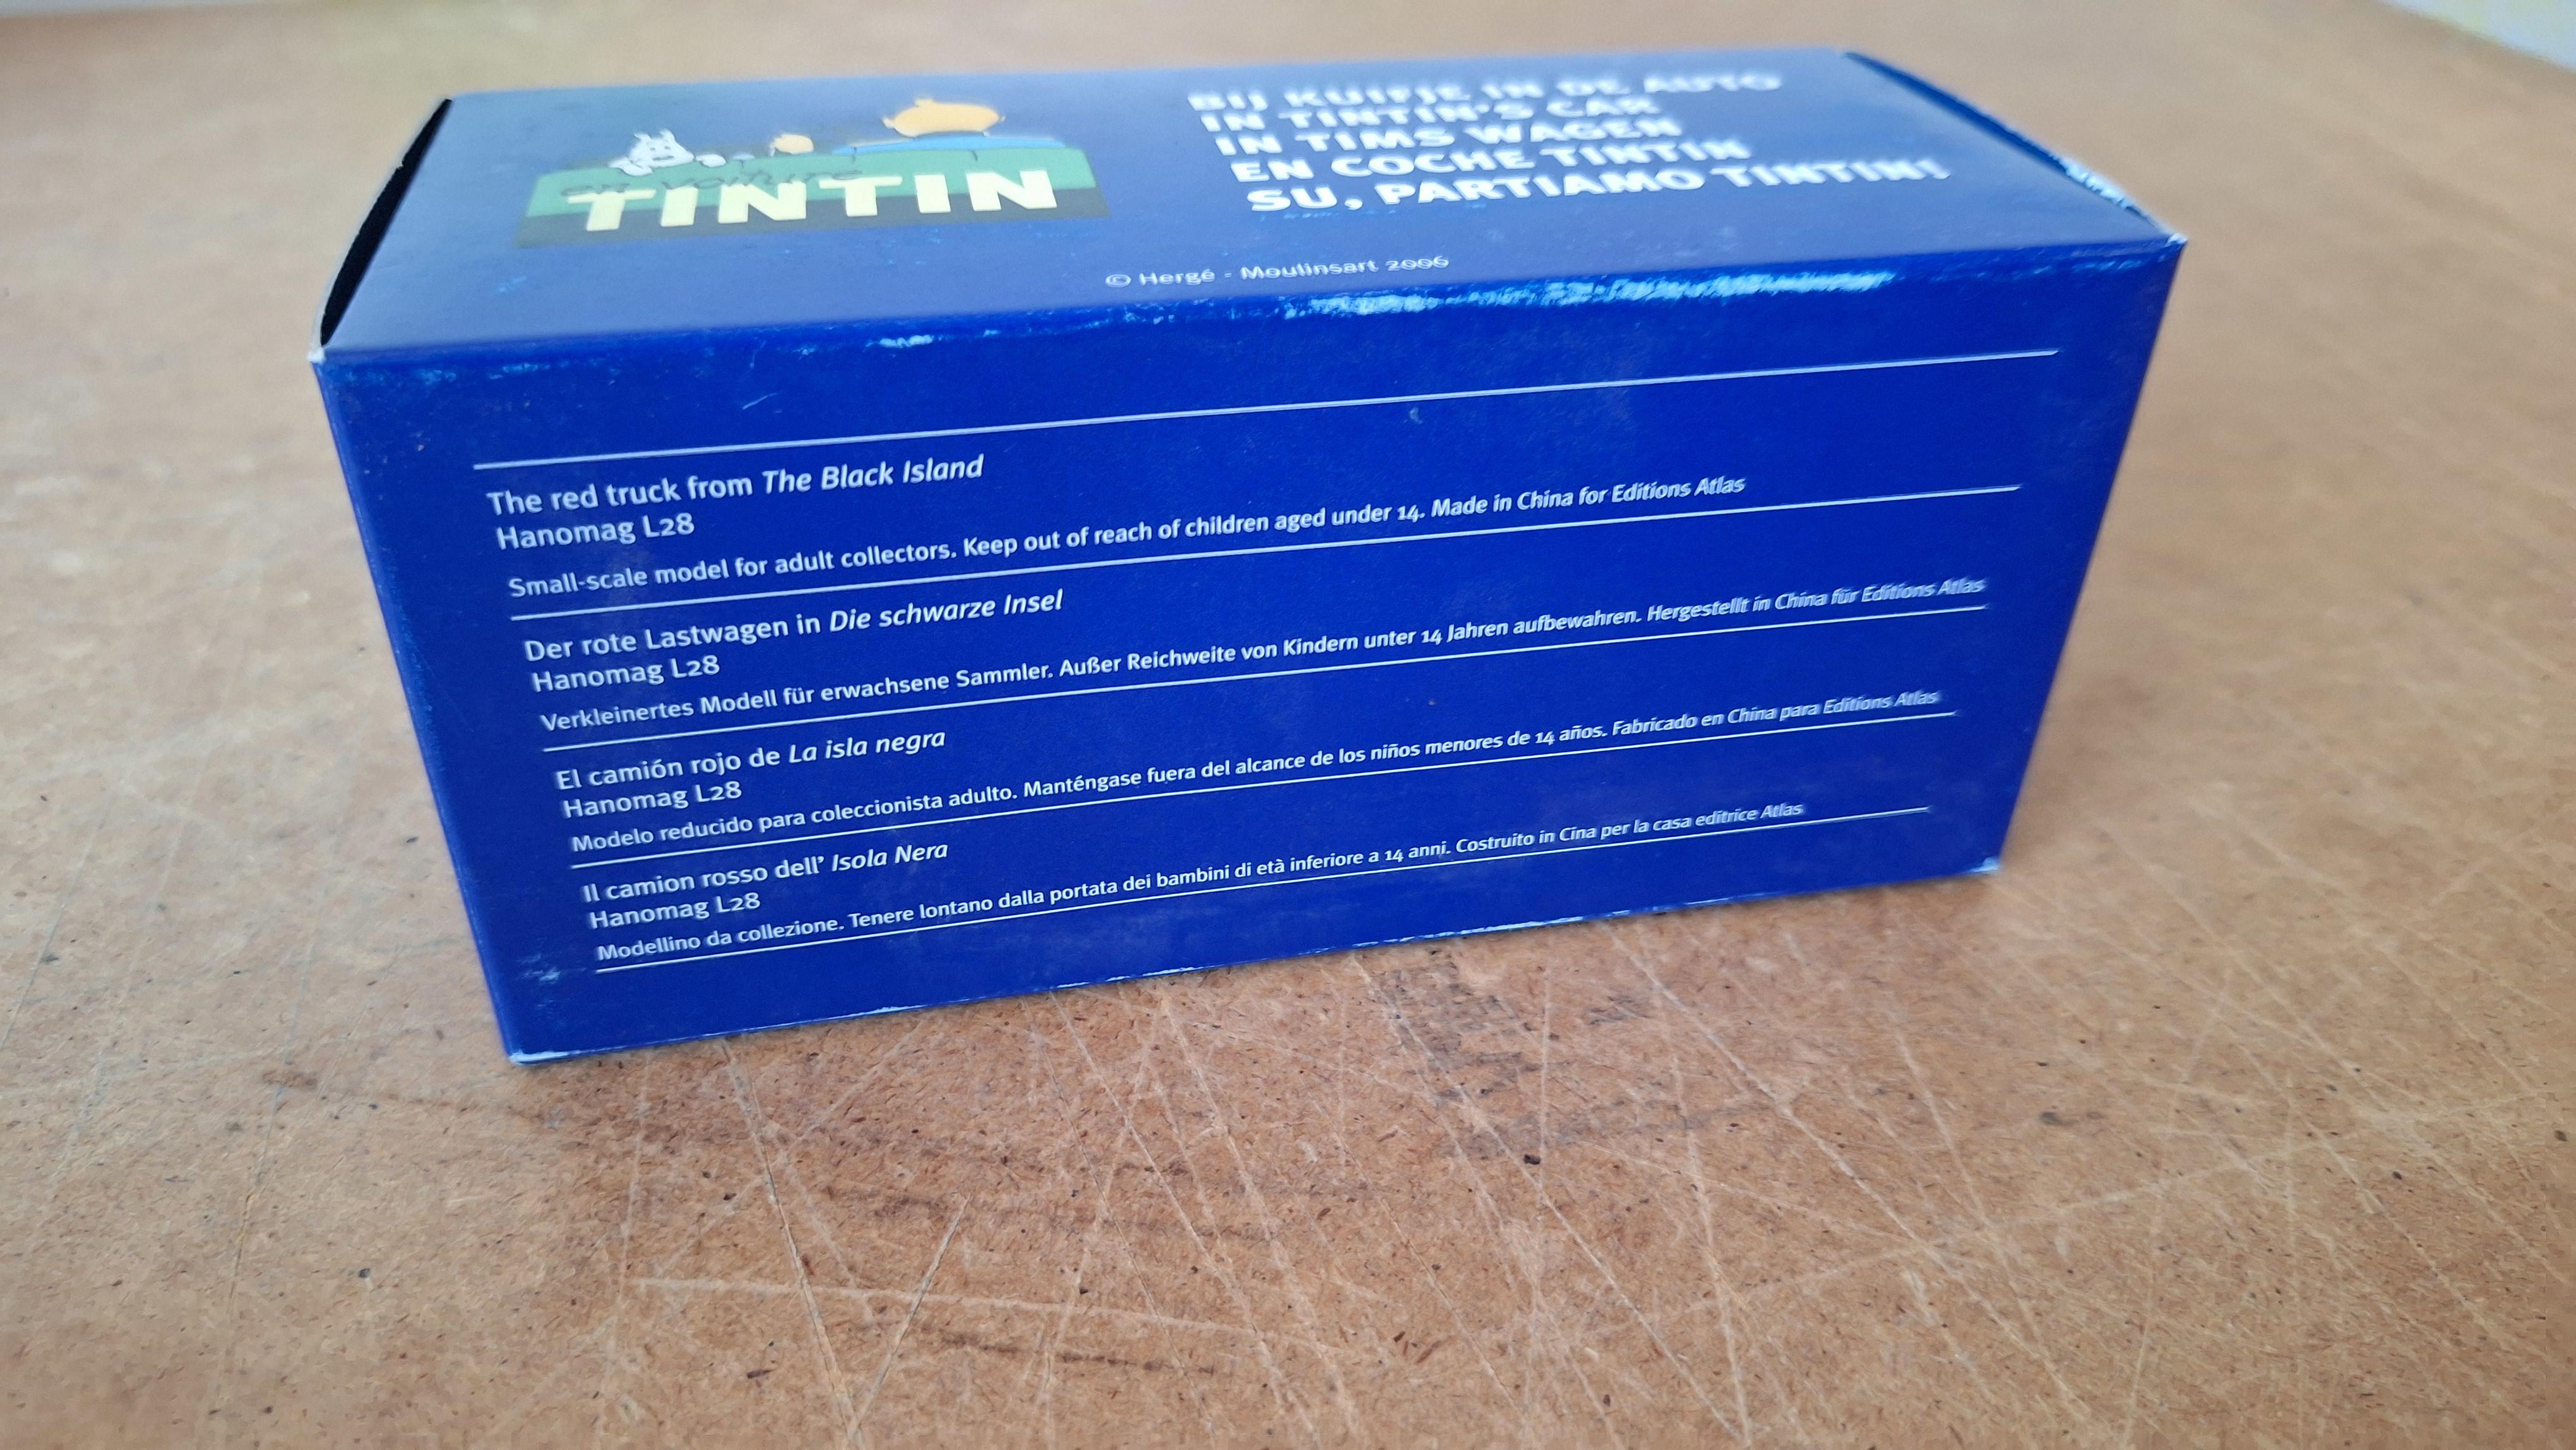 en voiture
TINTIN
BIJ KUIFJE IN DE AUTO
IN TINTIN'S CAR
IN TIMS WAGEN
EN COCHE TINTIN
SU, PARTIAMO TINTIN!
© Hergé - Moulinsart 2006
The red truck from The Black Island
Hanomag L28
Small-scale model for adult collectors. Keep out of reach of children aged under 14. Made in China for Editions Atlas
Der rote Lastwagen in Die schwarze Insel
Hanomag L28
Verkleinertes Modell für erwachsene Sammler. Außer Reichweite von Kindern unter 14 Jahren aufbewahren. Hergestellt in China für Editions Atlas
El camión rojo de La isla negra
Hanomag L28
Modelo reducido para coleccionista adulto. Manténgase fuera del alcance de los niños menores de 14 años. Fabricado en China para Editions Atlas
Il camion rosso dell' Isola Nera
Hanomag L28
Modellino da collezione. Tenere lontano dalla portata dei bambini di età inferiore a 14 anni. Costruito in Cina per la casa editrice Atlas